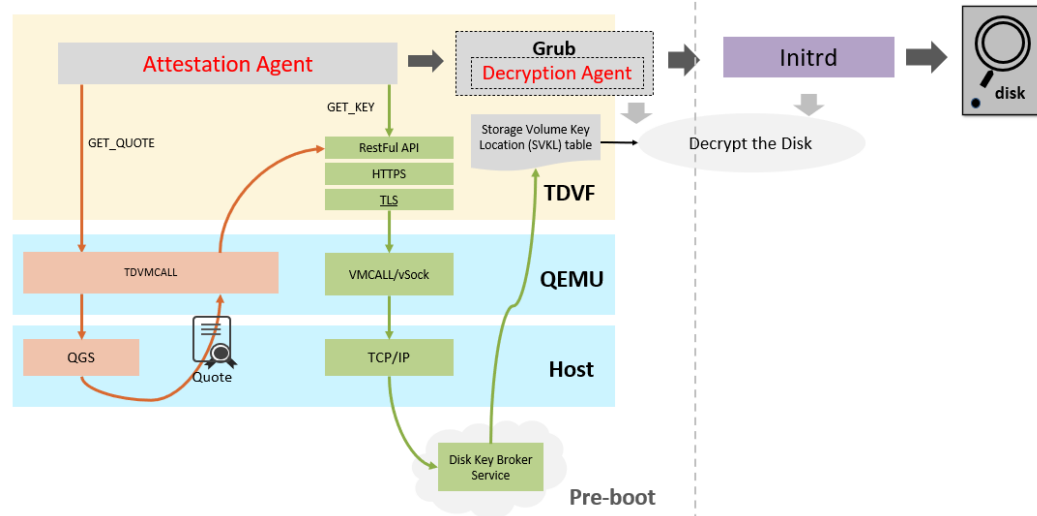 Attestation Agent
Grub
Decryption Agent
Initrd
disk
GET_KEY
GET_QUOTE
RestFul API
HTTPS
TLS
Storage Volume Key
Location (SVKL) table
Decrypt the Disk
TDVF
TDVMCALL
VMCALL/vSock
QEMU
QGS
Quote
TCP/IP
Host
Disk Key Broker
Service
Pre-boot